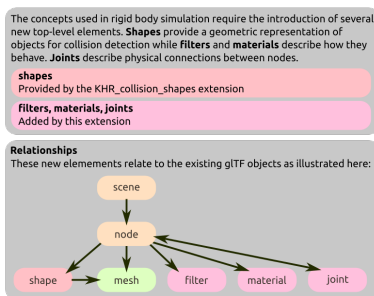 The concepts used in rigid body simulation require the introduction of several
new top-level elements. Shapes provide a geometric representation of
objects for collision detection while filters and materials describe how they
behave. Joints describe physical connections between nodes.
shapes
Provided by the KHR_collision_shapes extension
filters, materials, joints
Added by this extension
Relationships
These new elemements relate to the existing glTF objects as illustrated here:
scene
node
shape mesh filter material joint